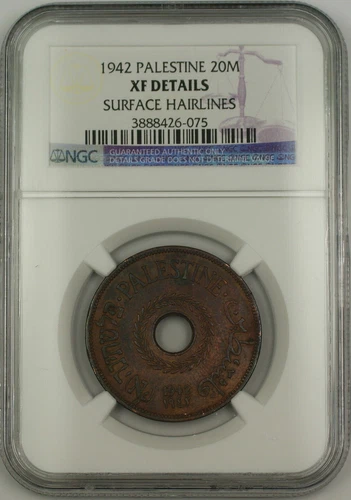 1942 PALESTINE 20M
XF DETAILS
SURFACE HAIRLINES
3888426-075
NGC
GUARANTEED AUTHENTIC ONLY
DETAILS GRADE DOES NOT DETERMINE VALUE
PALESTINE